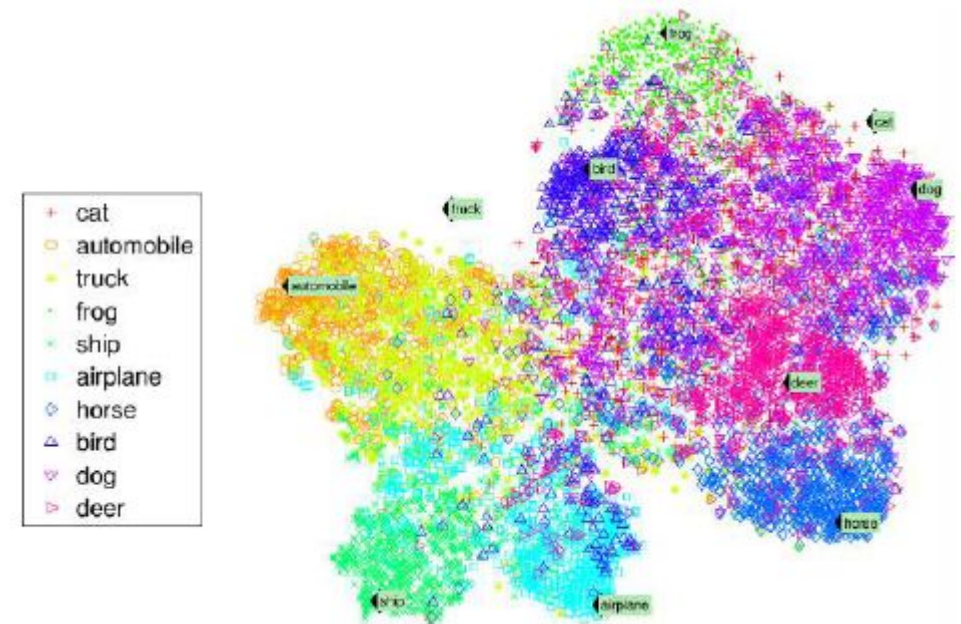 cat
automobile
truck
frog
ship
airplane
horse
bird
dog
deer
frog
cat
bird
dog
truck
automobile
deer
horse
ship
airplane